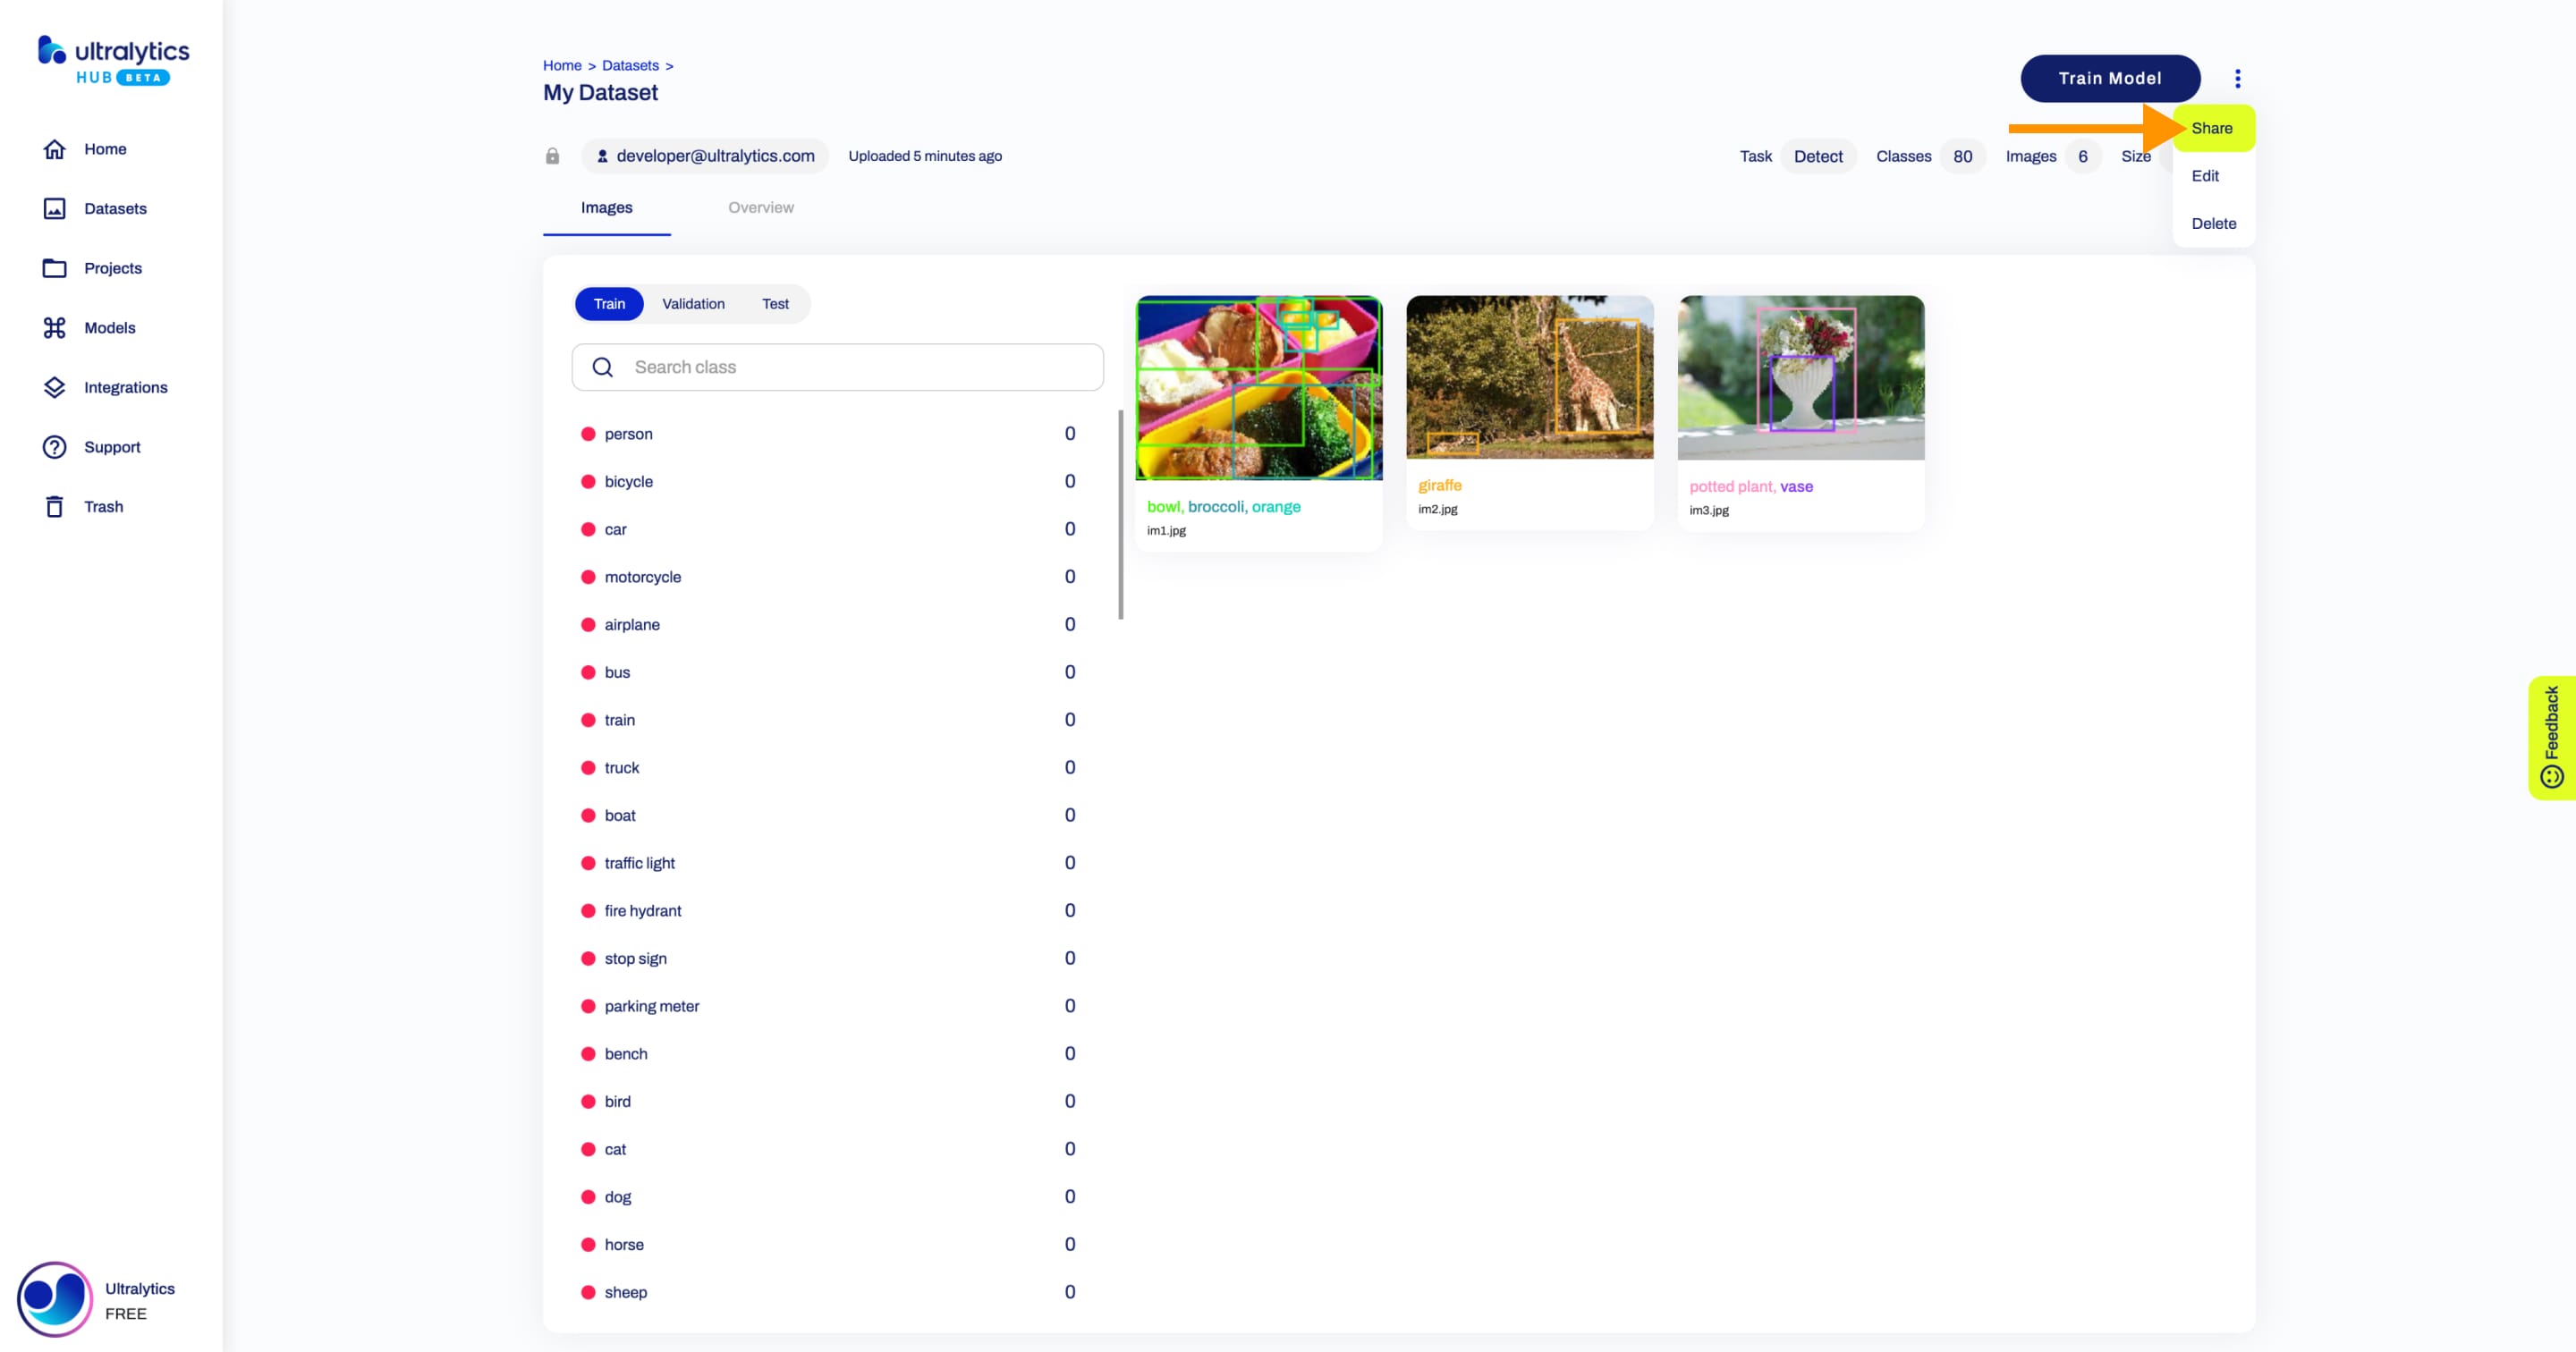 ultralytics
HUB BETA
Home
Datasets
Projects
Models
Integrations
Support
Trash
Ultralytics
FREE
Home > Datasets >
My Dataset
Train Model
Share
Edit
Delete
developer@ultralytics.com Uploaded 5 minutes ago
Task Detect Classes 80 Images 6 Size
Images Overview
Train Validation Test
Search class
person 0
bicycle 0
car 0
motorcycle 0
airplane 0
bus 0
train 0
truck 0
boat 0
traffic light 0
fire hydrant 0
stop sign 0
parking meter 0
bench 0
bird 0
cat 0
dog 0
horse 0
sheep 0
bowl, broccoli, orange
im1.jpg
giraffe
im2.jpg
potted plant, vase
im3.jpg
Feedback